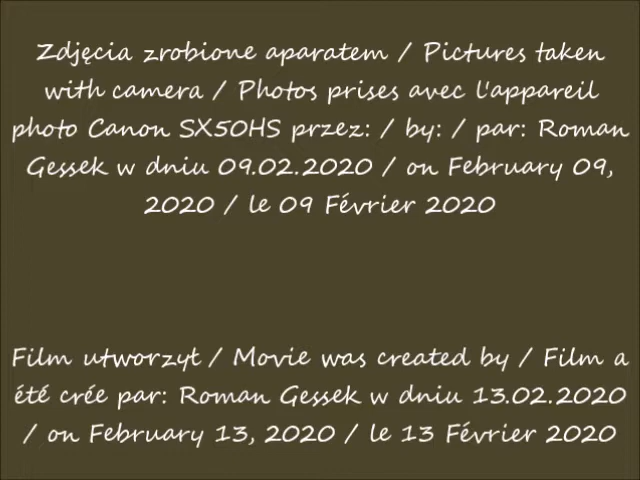 Zdjęcia zrobione aparatem / Pictures taken
with camera / Photos prises avec l'appareil
photo Canon SX50HS przez: / by: / par: Roman
Gessek w dniu 09.02.2020 / on February 09,
2020 / le 09 Février 2020
Film utworzył / Movie was created by / Film a
été crée par: Roman Gessek w dniu 13.02.2020
/ on February 13, 2020 / le 13 Février 2020